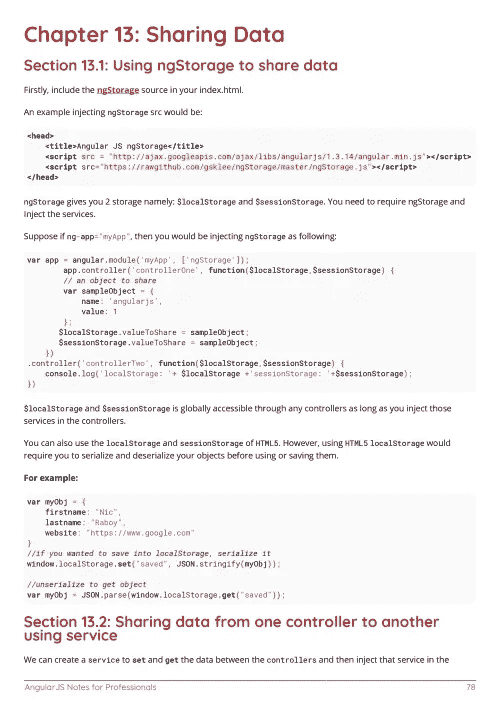 Chapter 13: Sharing Data
Section 13.1: Using ngStorage to share data
Firstly, include the ngStorage source in your index.html.
An example injecting ngStorage src would be:
<head>
    <title>Angular JS ngStorage</title>
    <script src = "http://ajax.googleapis.com/ajax/libs/angularjs/1.3.14/angular.min.js"></script>
    <script src="https://rawgithub.com/gsklee/ngStorage/master/ngStorage.js"></script>
</head>
ngStorage gives you 2 storage namely: $localStorage and $sessionStorage. You need to require ngStorage and
Inject the services.
Suppose if ng-app="myApp", then you would be injecting ngStorage as following:
var app = angular.module('myApp', ['ngStorage']);
        app.controller('controllerOne', function($localStorage,$sessionStorage) {
        // an object to share
        var sampleObject = {
            name: 'angularjs',
            value: 1
        };
       $localStorage.valueToShare = sampleObject;
       $sessionStorage.valueToShare = sampleObject;
    })
.controller('controllerTwo', function($localStorage,$sessionStorage) {
    console.log('localStorage: '+ $localStorage +'sessionStorage: '+$sessionStorage);
})
$localStorage and $sessionStorage is globally accessible through any controllers as long as you inject those
services in the controllers.
You can also use the localStorage and sessionStorage of HTML5. However, using HTML5 localStorage would
require you to serialize and deserialize your objects before using or saving them.
For example:
var myObj = {
    firstname: "Nic",
    lastname: "Raboy",
    website: "https://www.google.com"
}
//if you wanted to save into localStorage, serialize it
window.localStorage.set("saved", JSON.stringify(myObj));
//unserialize to get object
var myObj = JSON.parse(window.localStorage.get("saved"));
Section 13.2: Sharing data from one controller to another
using service
We can create a service to set and get the data between the controllers and then inject that service in the
AngularJS Notes for Professionals
78